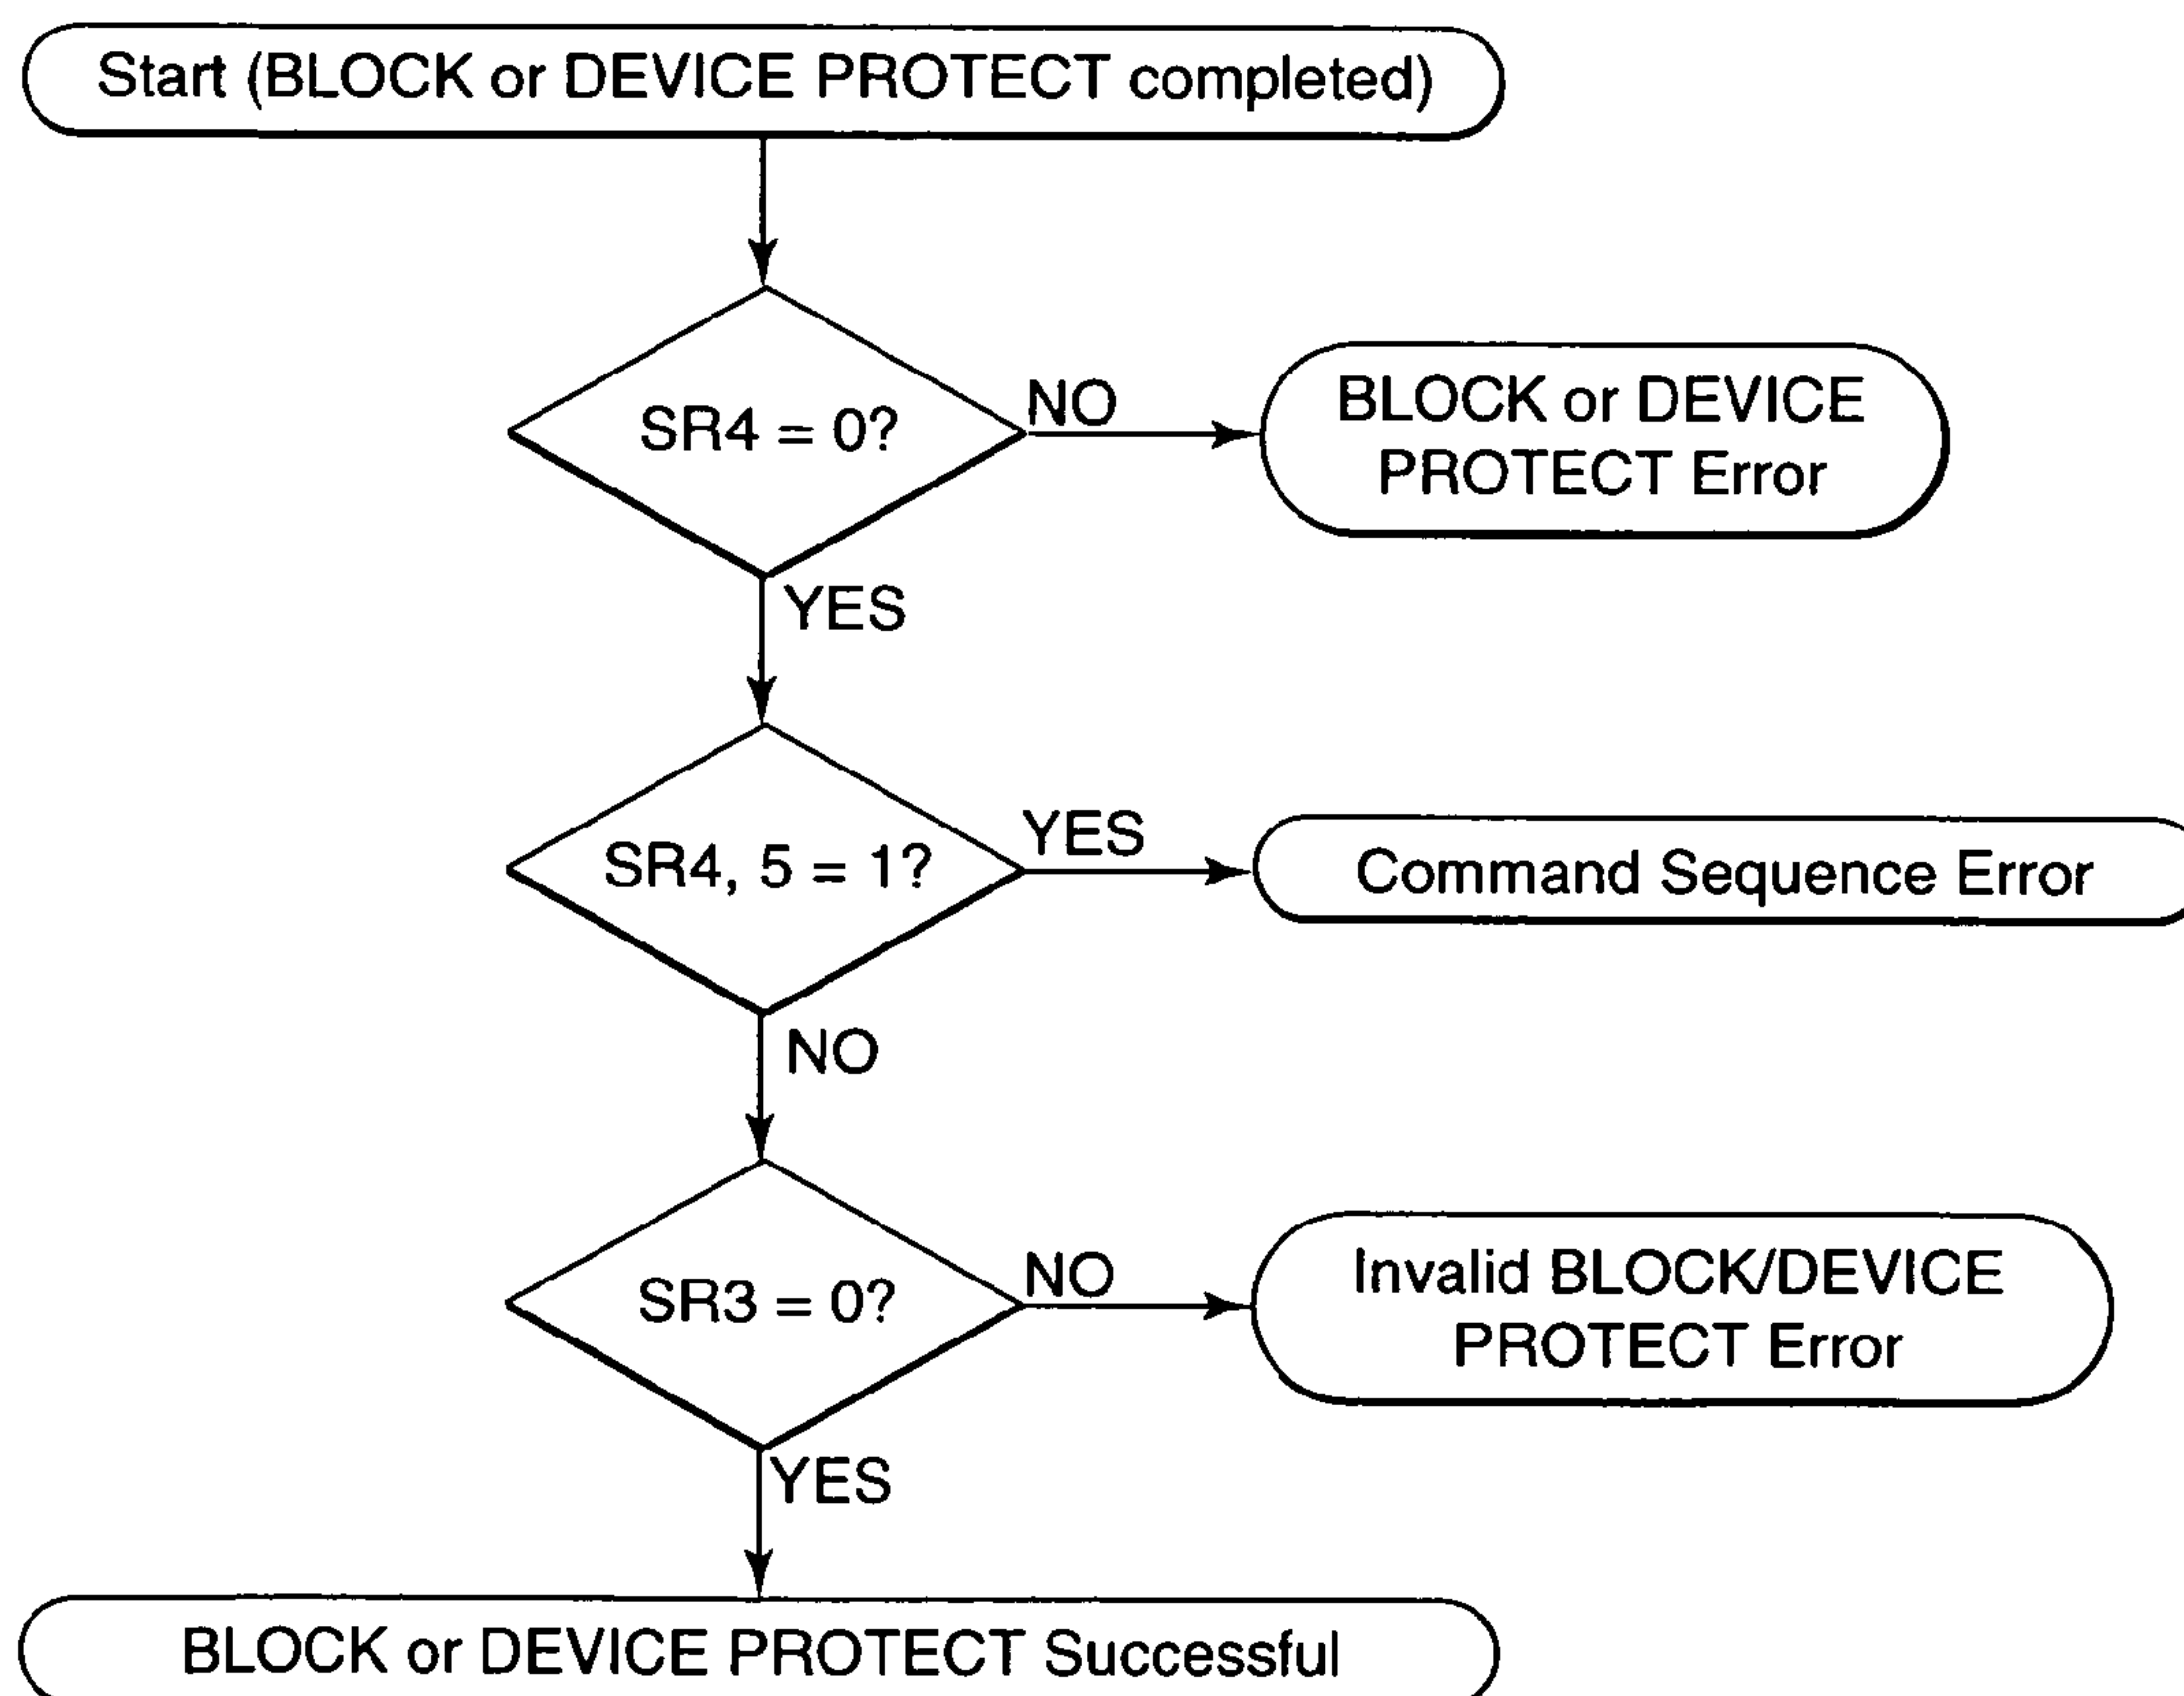 Start (BLOCK or DEVICE PROTECT completed)
SR4 = 0?
NO
BLOCK or DEVICE
PROTECT Error
YES
SR4, 5 = 1?
YES
Command Sequence Error
NO
SR3 = 0?
NO
Invalid BLOCK/DEVICE
PROTECT Error
YES
BLOCK or DEVICE PROTECT Successful